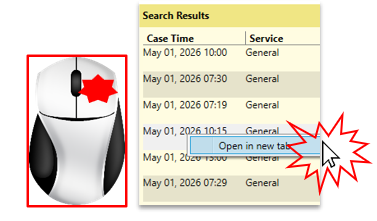 Search Results
Case Time Service
May 01, 2026 10:00 General
May 01, 2026 07:30 General
May 01, 2026 07:19 General
May 01, 2026 10:15 General
Open in new tab
May 01, 2026 13:00 General
May 01, 2026 07:29 General